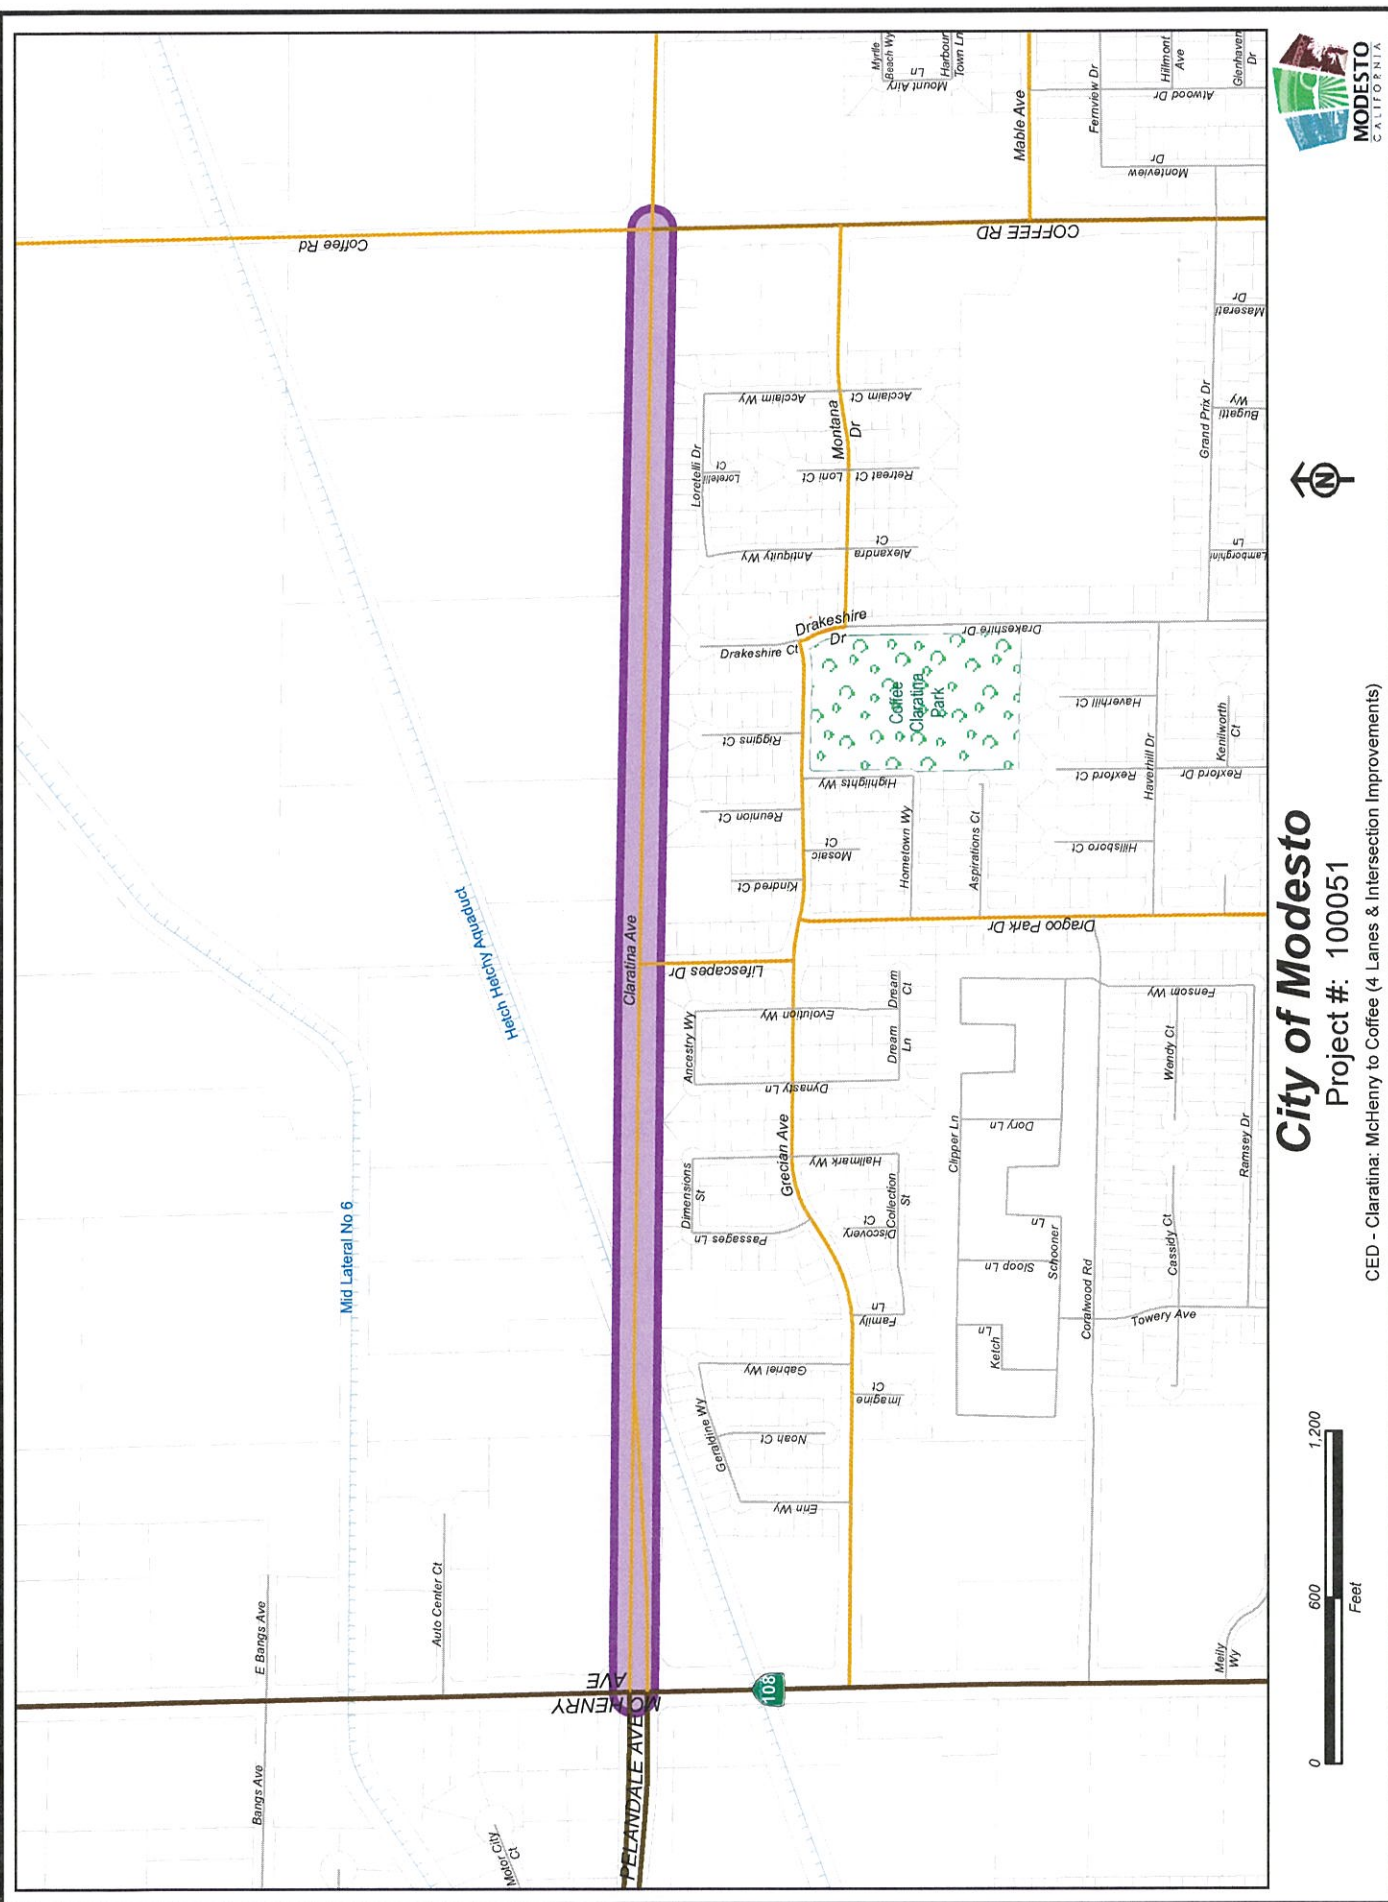 Coffee Rd
COFFEE RD
Mable Ave
Myrtle
Beach Wy
Mount Airy
Ln
Harbour
Town Ln
Fernview Dr
Hillmont
Ave
Atwood Dr
Glenhaven
Dr
Monteview
Dr
Maserati
Dr
Bugatti
Wy
Grand Prix Dr
Lamborghini
Ln
Loretelli Dr
Loretelli
Ct
Acclaim Wy
Acclaim Ct
Montana
Dr
Loni Ct
Retreat Ct
Antiquity Wy
Alexandra
Ct
Drakeshire
Dr
Drakeshire Ct
Drakeshire Dr
Coffee
Claratina
Park
Riggins Ct
Highlights Wy
Reunion Ct
Mosaic
Ct
Kindred Ct
Hometown Wy
Aspirations Ct
Haverhill Ct
Rexford Ct
Haverhill Dr
Rexford Dr
Kenilworth
Ct
Hillsboro Ct
Claratina Ave
Hetch Hetchy Aquaduct
Mid Lateral No 6
Lifescapes Dr
Dragoo Park Dr
Ancestry Wy
Evolution Wy
Dream
Ct
Dream
Ln
Dynasty Ln
Grecian Ave
Dimensions
St
Hallmark Wy
Passages Ln
Discovery
Ct
Collection
St
Family
Ln
Clipper Ln
Dory Ln
Schooner
Ln
Sloop Ln
Ketch
Ln
Coralwood Rd
Fensom Wy
Wendy Ct
Cassidy Ct
Ramsey Dr
Towery Ave
Gabriel Wy
Geraldine Wy
Noah Ct
Erin Wy
Imagine
Ct
Auto Center Ct
E Bangs Ave
Bangs Ave
Motor City
Ct
MCHENRY
AVE
PELANDALE AVE
108
Melly
Wy
0
600
1,200
Feet
City of Modesto
Project #: 100051
CED - Claratina: McHenry to Coffee (4 Lanes & Intersection Improvements)
N
MODESTO
CALIFORNIA